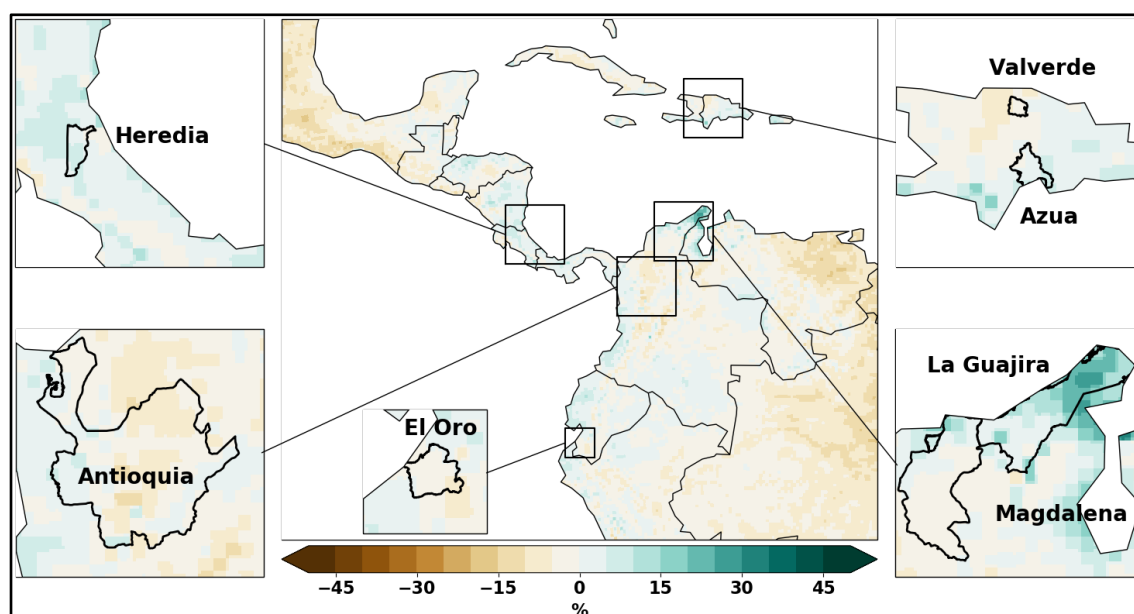 Heredia
Valverde
Azua
La Guajira
Magdalena
Antioquia
El Oro
−45 −30 −15 0 15 30 45
%